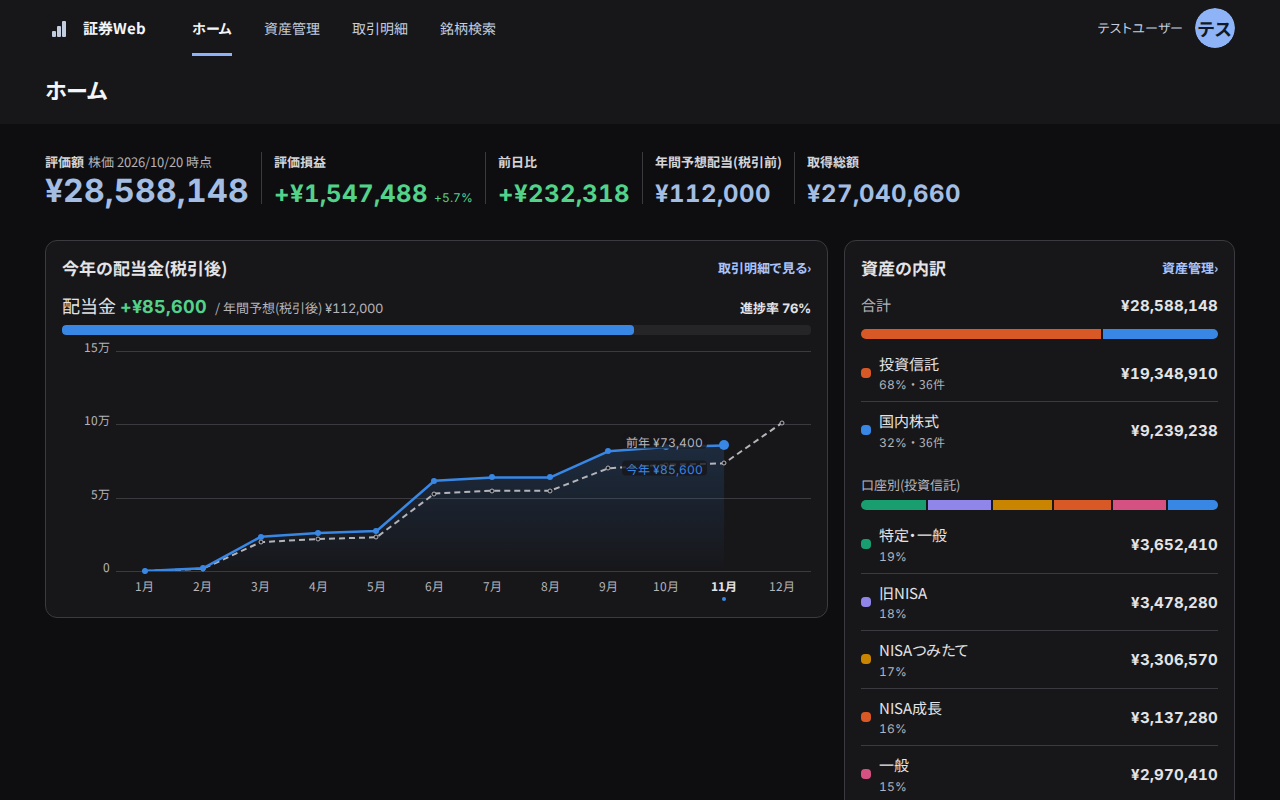 証券Web ホーム 資産管理 取引明細 銘柄検索 テストユーザー テス
ホーム
評価額 株価 2026/10/20 時点
¥28,588,148
評価損益
+¥1,547,488 +5.7%
前日比
+¥232,318
年間予想配当(税引前)
¥112,000
取得総額
¥27,040,660
今年の配当金(税引後) 取引明細で見る›
配当金 +¥85,600 / 年間予想(税引後) ¥112,000 進捗率 76%
15万
10万
5万
0
前年 ¥73,400
今年 ¥85,600
1月 2月 3月 4月 5月 6月 7月 8月 9月 10月 11月 12月
資産の内訳 資産管理›
合計 ¥28,588,148
投資信託 ¥19,348,910
68%・36件
国内株式 ¥9,239,238
32%・36件
口座別(投資信託)
特定・一般 ¥3,652,410
19%
旧NISA ¥3,478,280
18%
NISAつみたて ¥3,306,570
17%
NISA成長 ¥3,137,280
16%
一般 ¥2,970,410
15%